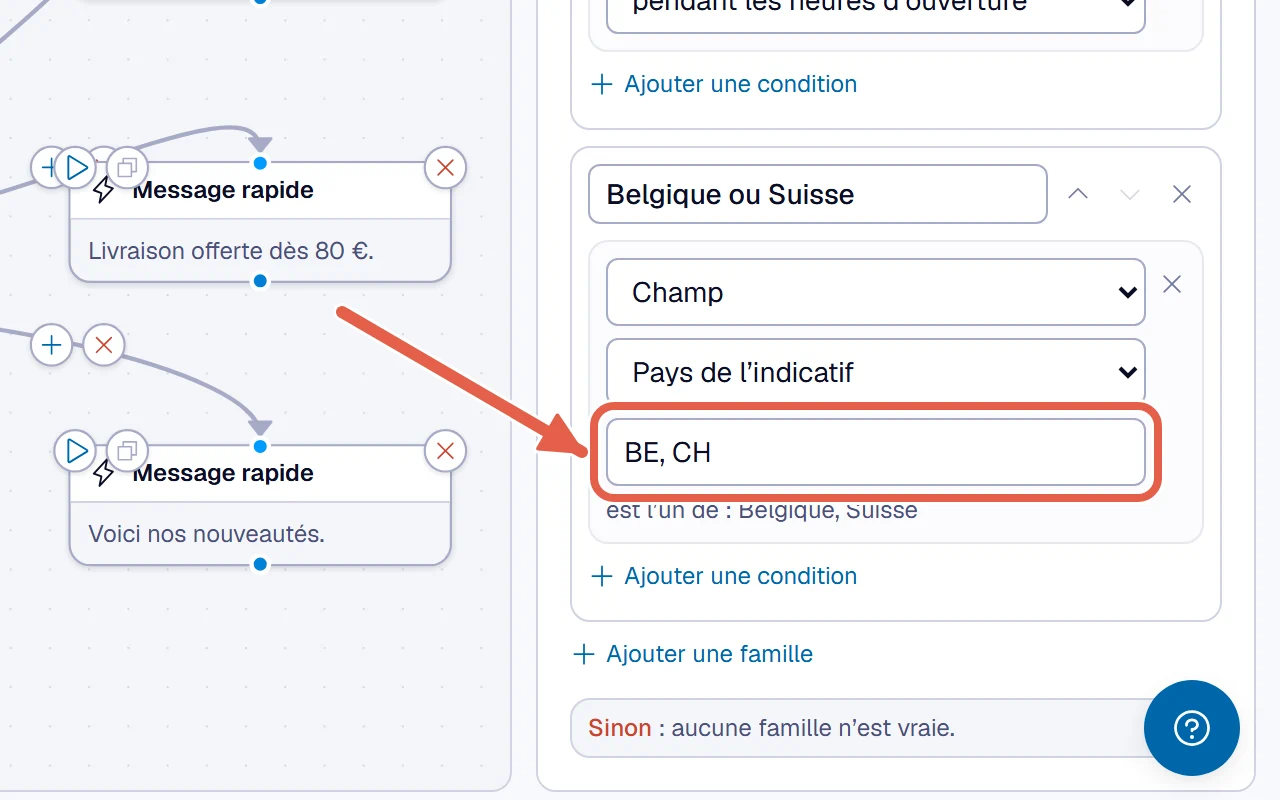 pendant les heures d'ouverture
Ajouter une condition
Message rapide
Livraison offerte dès 80 €.
Belgique ou Suisse
Champ
Pays de l’indicatif
BE, CH
est l’un de : Belgique, Suisse
Message rapide
Voici nos nouveautés.
Ajouter une condition
Ajouter une famille
Sinon : aucune famille n’est vraie.